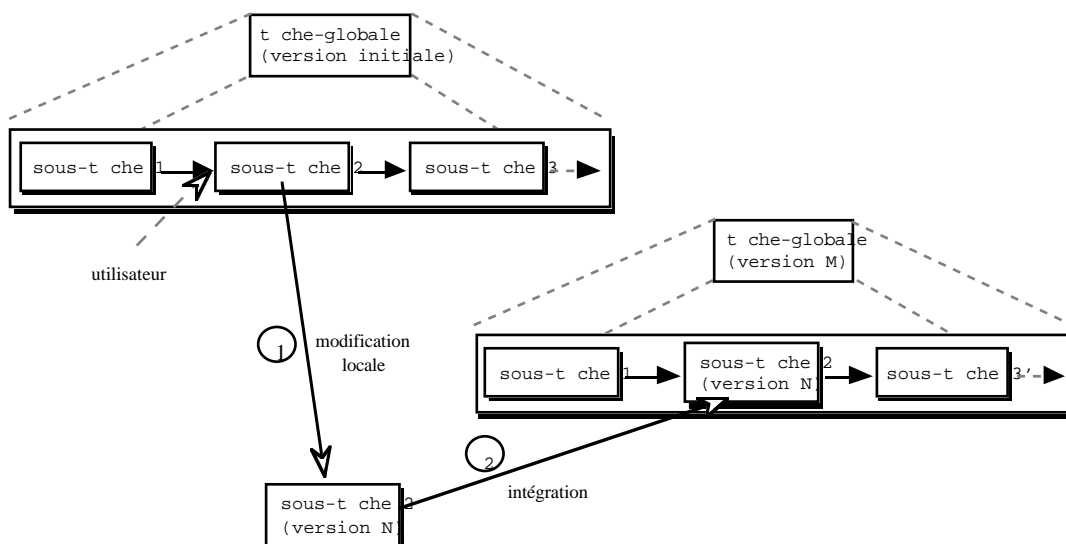 t che-globale
(version initiale)
sous-t che 1
sous-t che 2
sous-t che 3
utilisateur
t che-globale
(version M)
1
modification
locale
sous-t che 1
sous-t che 2
(version N)
sous-t che 3'
2
intégration
sous-t che 2
(version N)